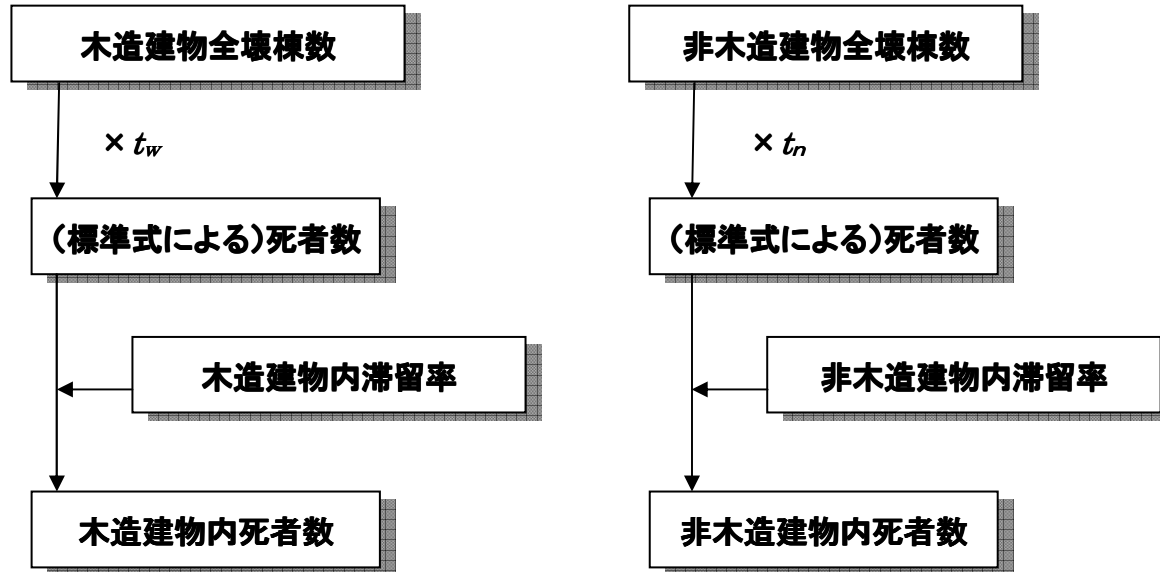 木造建物全壊棟数
× tw
(標準式による)死者数
木造建物内滞留率
木造建物内死者数
非木造建物全壊棟数
× tn
(標準式による)死者数
非木造建物内滞留率
非木造建物内死者数